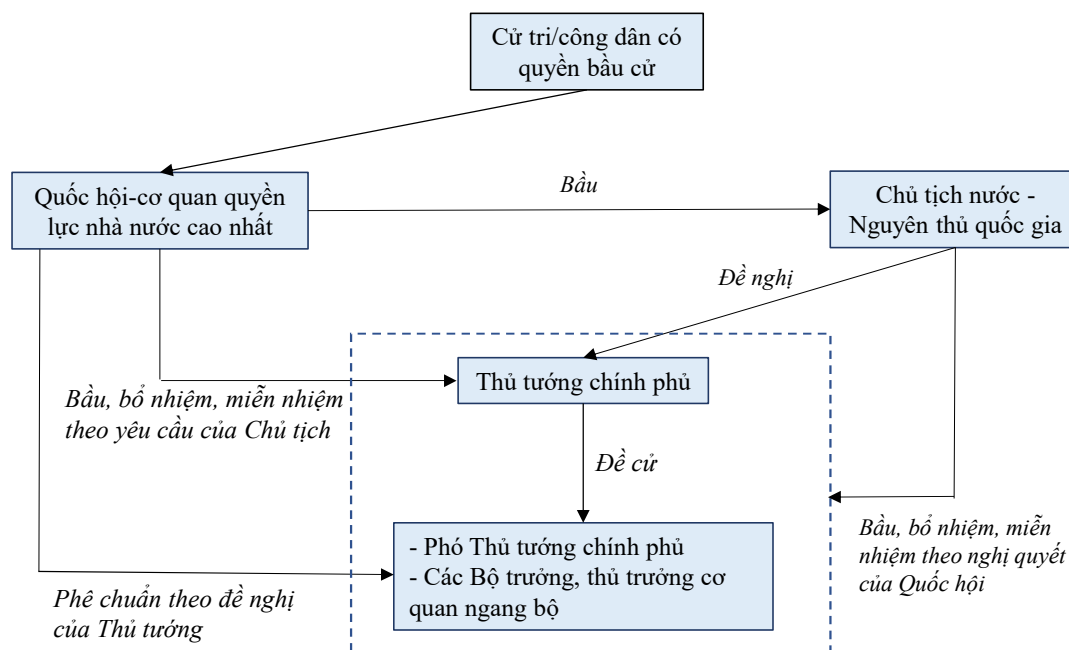 Cử tri/công dân có
quyền bầu cử
Quốc hội-cơ quan quyền
lực nhà nước cao nhất
Bầu
Chủ tịch nước -
Nguyên thủ quốc gia
Đề nghị
Thủ tướng chính phủ
Bầu, bổ nhiệm, miễn nhiệm
theo yêu cầu của Chủ tịch
Đề cử
- Phó Thủ tướng chính phủ
- Các Bộ trưởng, thủ trưởng cơ
quan ngang bộ
Bầu, bổ nhiệm, miễn
nhiệm theo nghị quyết
của Quốc hội
Phê chuẩn theo đề nghị
của Thủ tướng